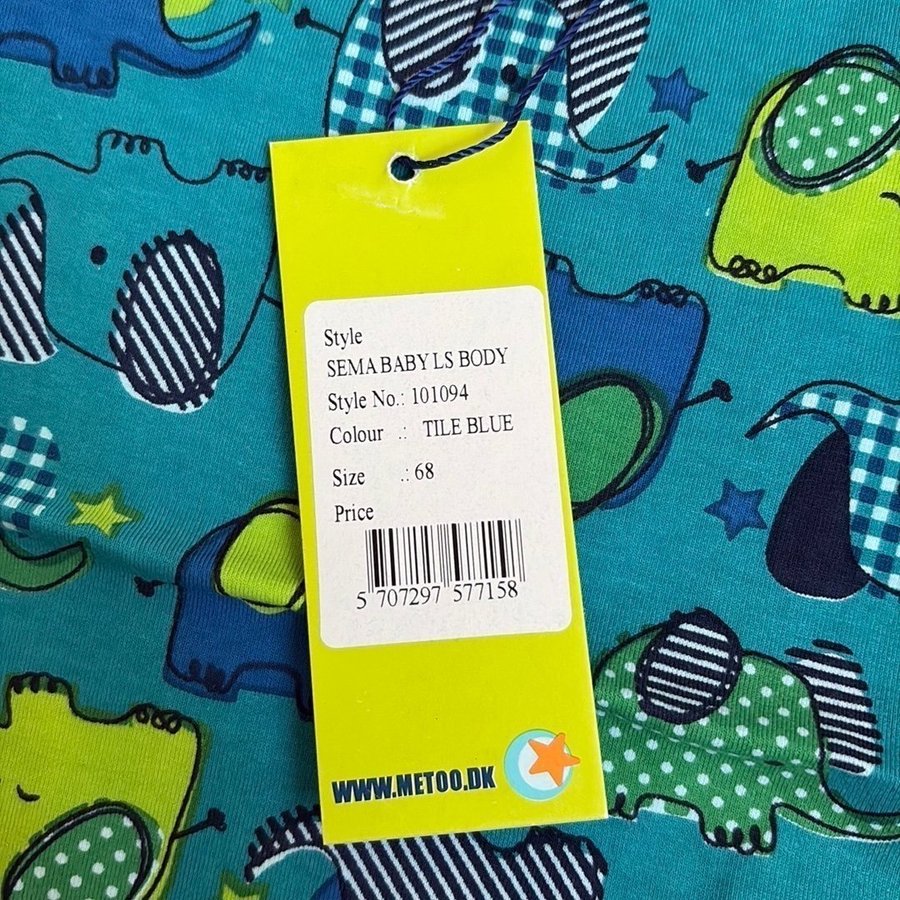 Style
SEMA BABY LS BODY
Style No.: 101094
Colour .: TILE BLUE
Size .: 68
Price
5 707297 577158
WWW.METOO.DK